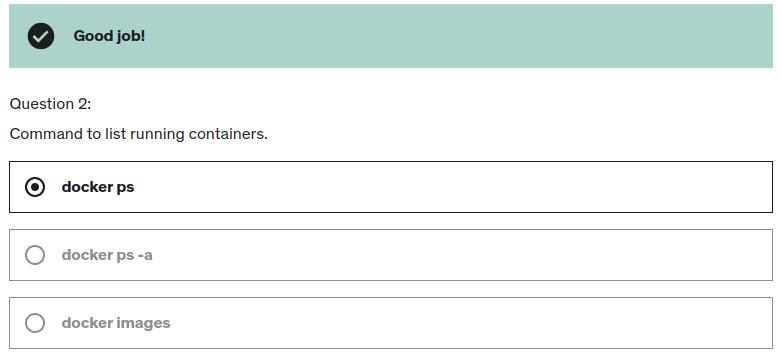 Good job!
Question 2:
Command to list running containers.
docker ps
docker ps -a
docker images